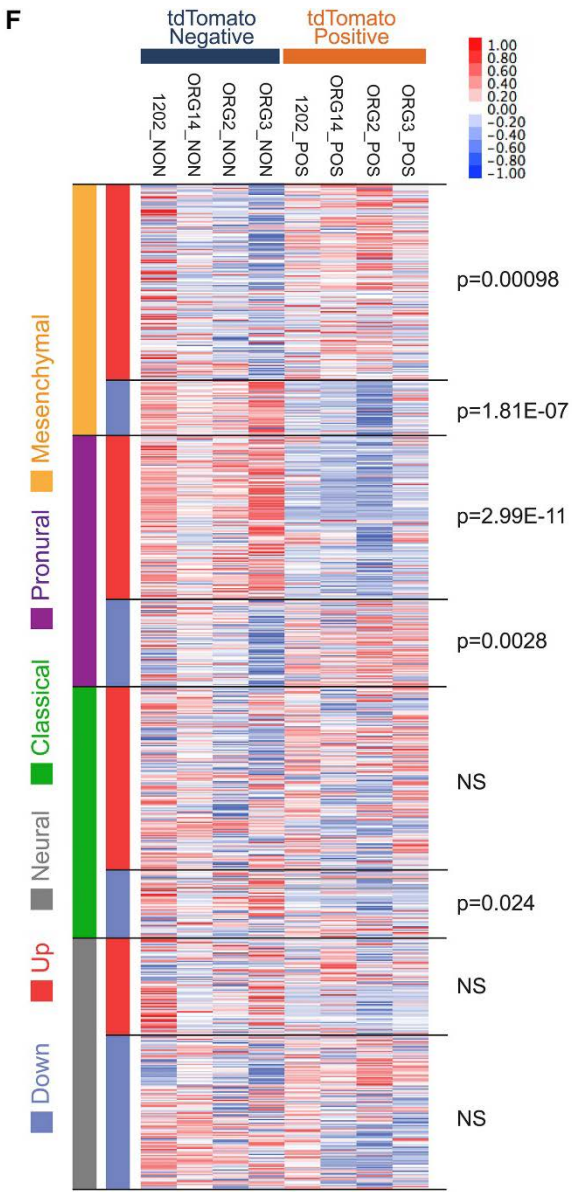 F
tdTomato
Negative
tdTomato
Positive
1202_NON
ORG14_NON
ORG2_NON
ORG3_NON
1202_POS
ORG14_POS
ORG2_POS
ORG3_POS
1.00
0.80
0.60
0.40
0.20
0.00
-0.20
-0.40
-0.60
-0.80
-1.00
p=0.00098
p=1.81E-07
p=2.99E-11
p=0.0028
NS
p=0.024
NS
NS
Mesenchymal
Pronural
Classical
Neural
Up
Down